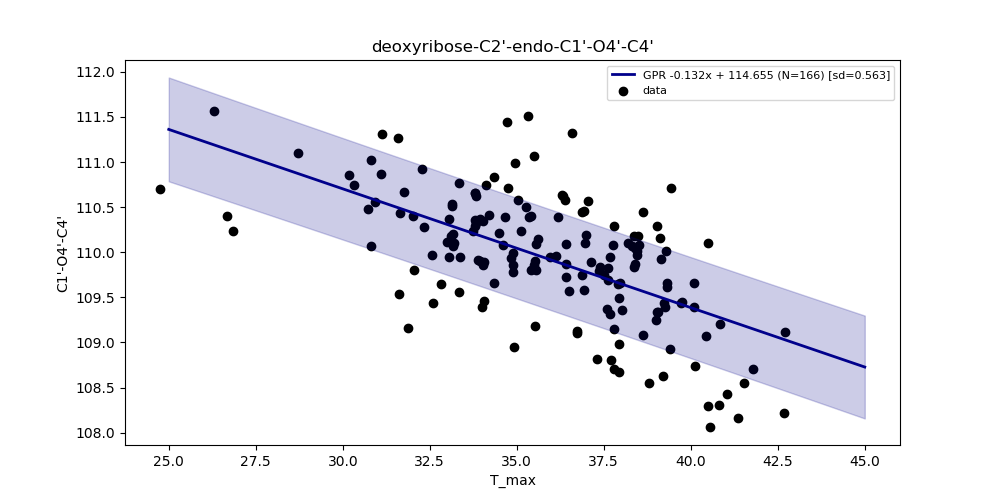 deoxyribose-C2'-endo-C1'-O4'-C4'
GPR -0.132x + 114.655 (N=166) [sd=0.563]
data
C1'-O4'-C4'
112.0
111.5
111.0
110.5
110.0
109.5
109.0
108.5
108.0
25.0 27.5 30.0 32.5 35.0 37.5 40.0 42.5 45.0
T_max